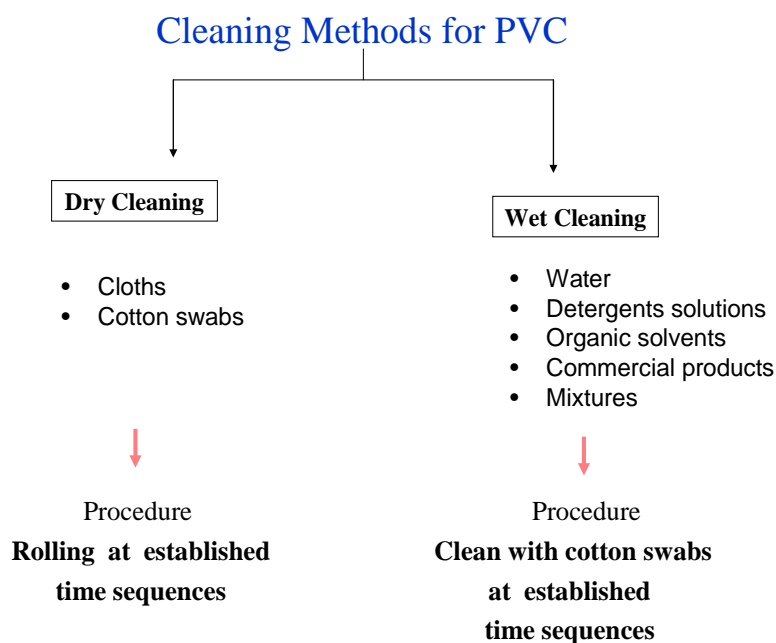 Cleaning Methods for PVC
Dry Cleaning
• Cloths
• Cotton swabs
Procedure
Rolling at established
time sequences
Wet Cleaning
• Water
• Detergents solutions
• Organic solvents
• Commercial products
• Mixtures
Procedure
Clean with cotton swabs
at established
time sequences